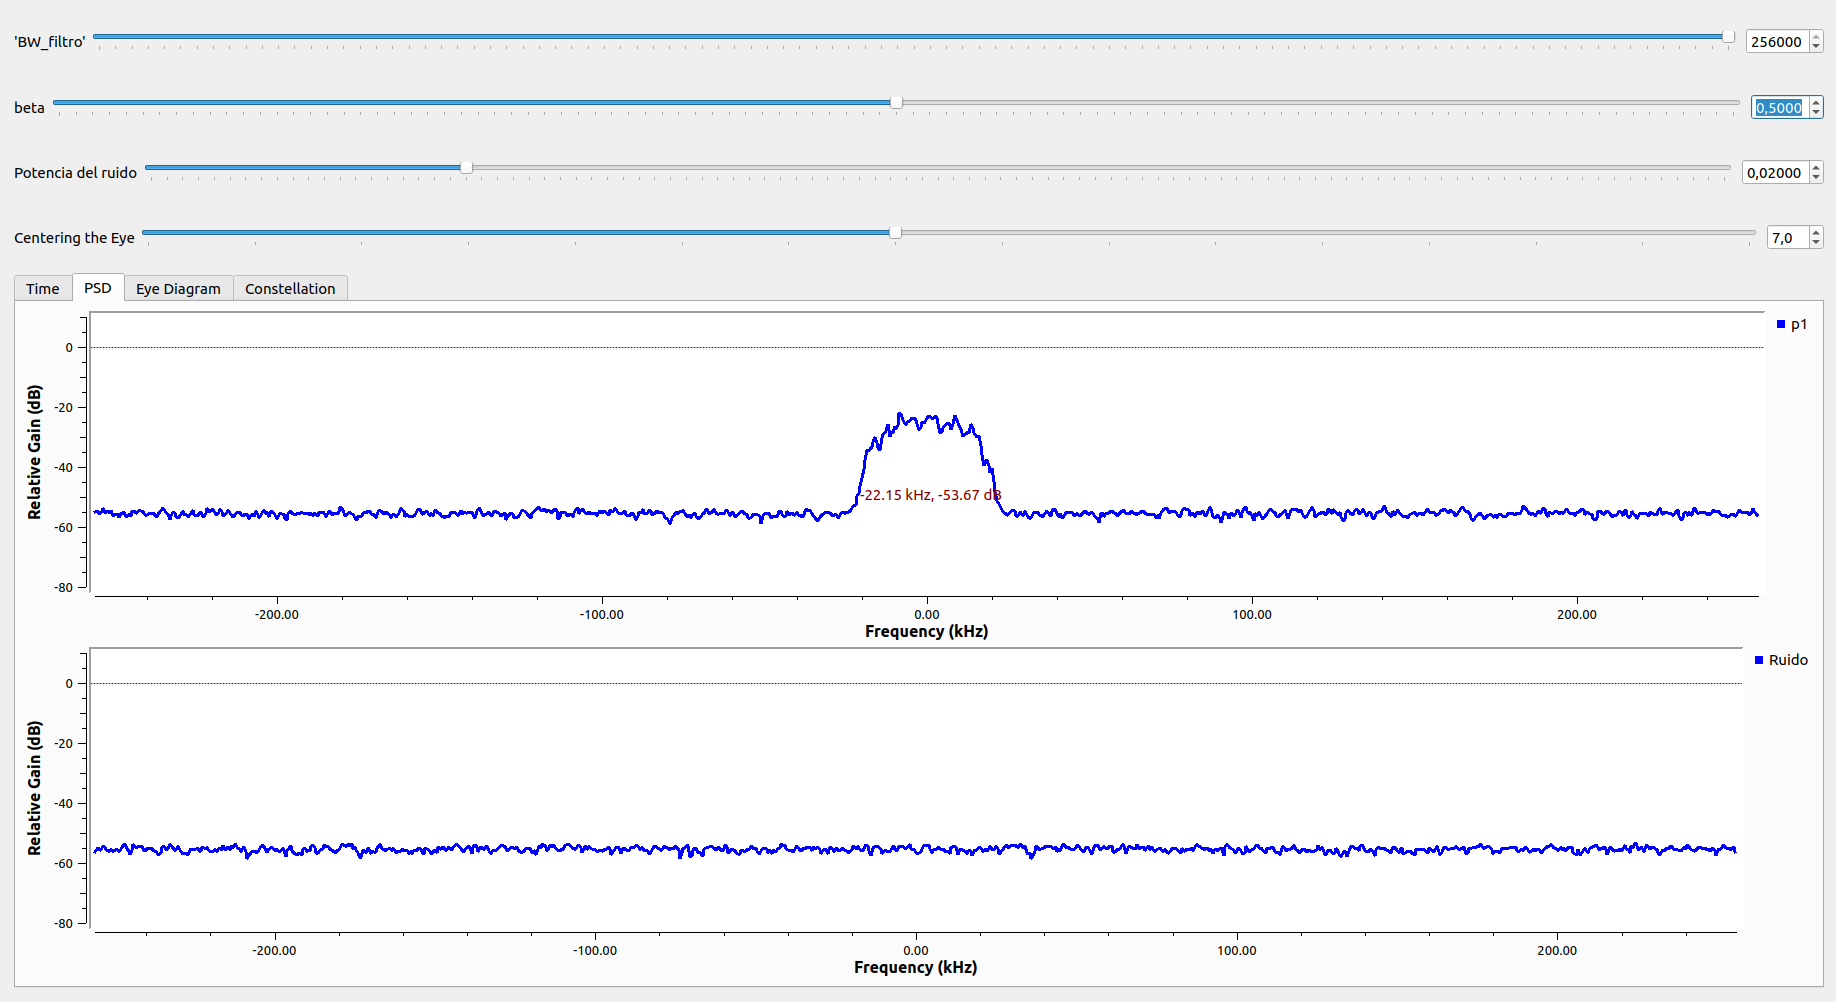 'BW_filtro' 256000
beta 0,5000
Potencia del ruido 0,02000
Centering the Eye 7,0
Time PSD Eye Diagram Constellation
p1
Relative Gain (dB)
0
-20
-40
-60
-80
-22.15 kHz, -53.67 dB
-200.00 -100.00 0.00 100.00 200.00
Frequency (kHz)
Ruido
Relative Gain (dB)
0
-20
-40
-60
-80
-200.00 -100.00 0.00 100.00 200.00
Frequency (kHz)